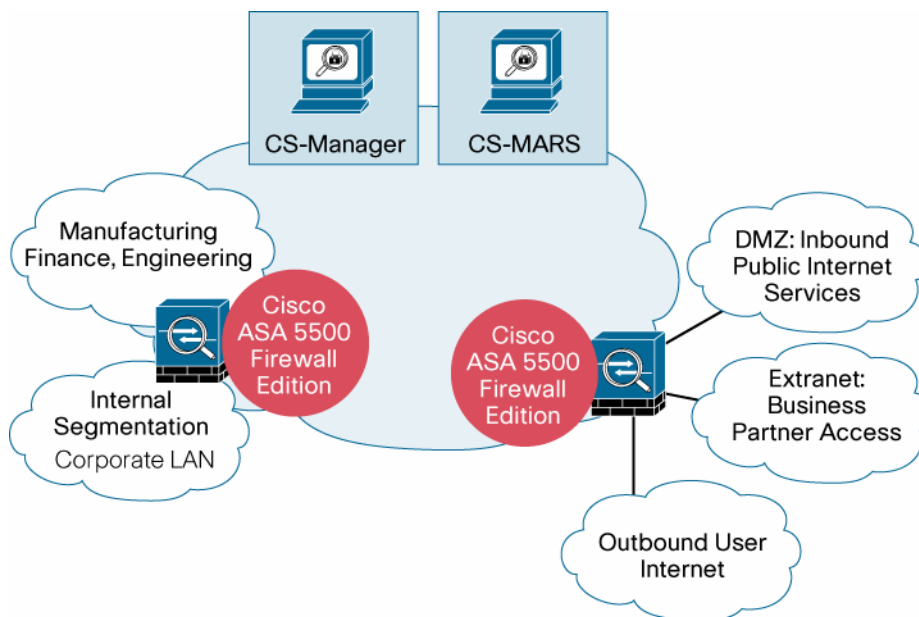 CS-Manager
CS-MARS
Manufacturing
Finance, Engineering
Cisco
ASA 5500
Firewall
Edition
Internal
Segmentation
Corporate LAN
Cisco
ASA 5500
Firewall
Edition
DMZ: Inbound
Public Internet
Services
Extranet:
Business
Partner Access
Outbound User
Internet